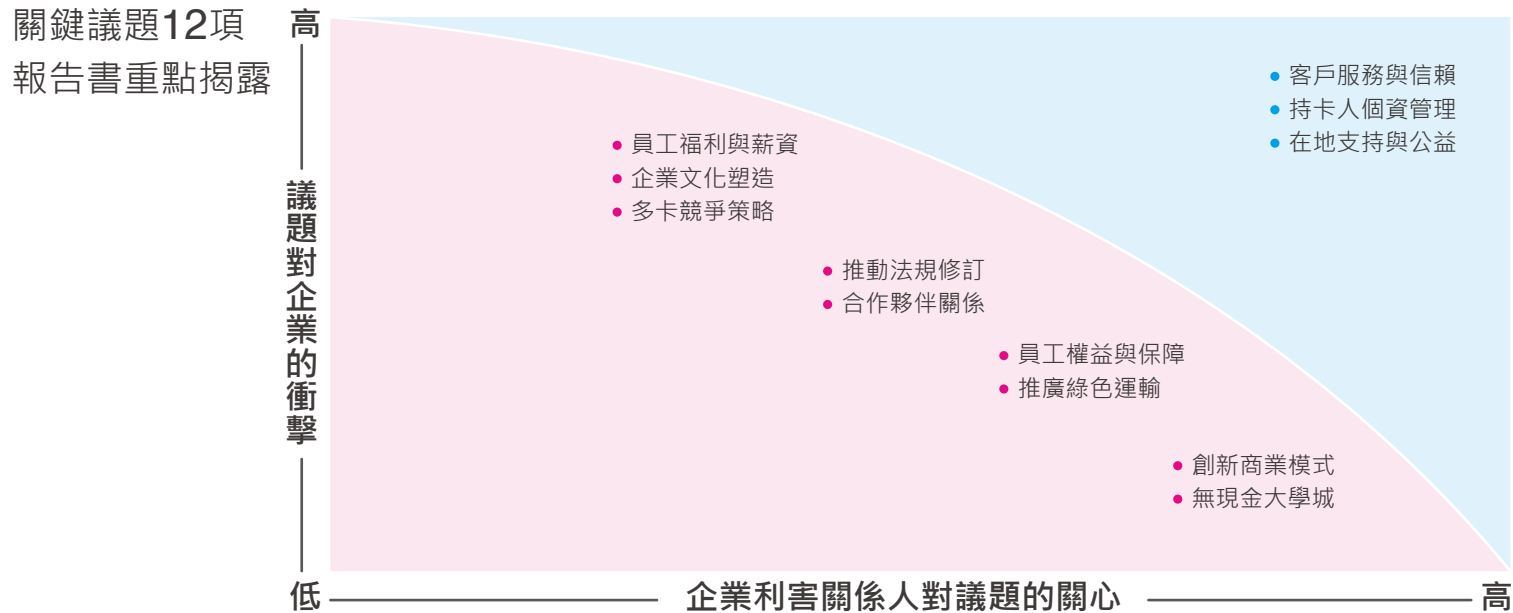 關鍵議題12項
報告書重點揭露
高
議題對企業的衝擊
低
客戶服務與信賴
持卡人個資管理
在地支持與公益
員工福利與薪資
企業文化塑造
多卡競爭策略
推動法規修訂
合作夥伴關係
員工權益與保障
推廣綠色運輸
創新商業模式
無現金大學城
企業利害關係人對議題的關心
高